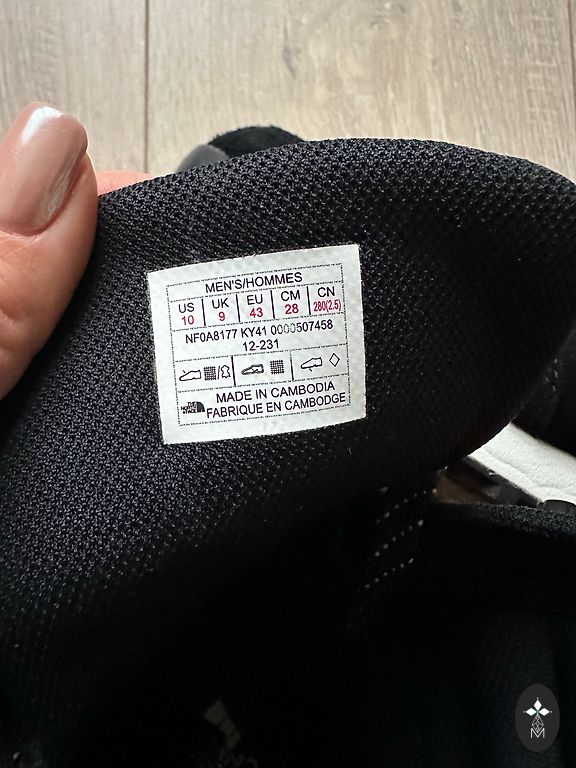 MEN'S/HOMMES
US UK EU CM CN
10 9 43 28 280(2.5)
NF0A8177 KY41 0000507458
12-231
MADE IN CAMBODIA
THE NORTH FACE
FABRIQUE EN CAMBODGE
M